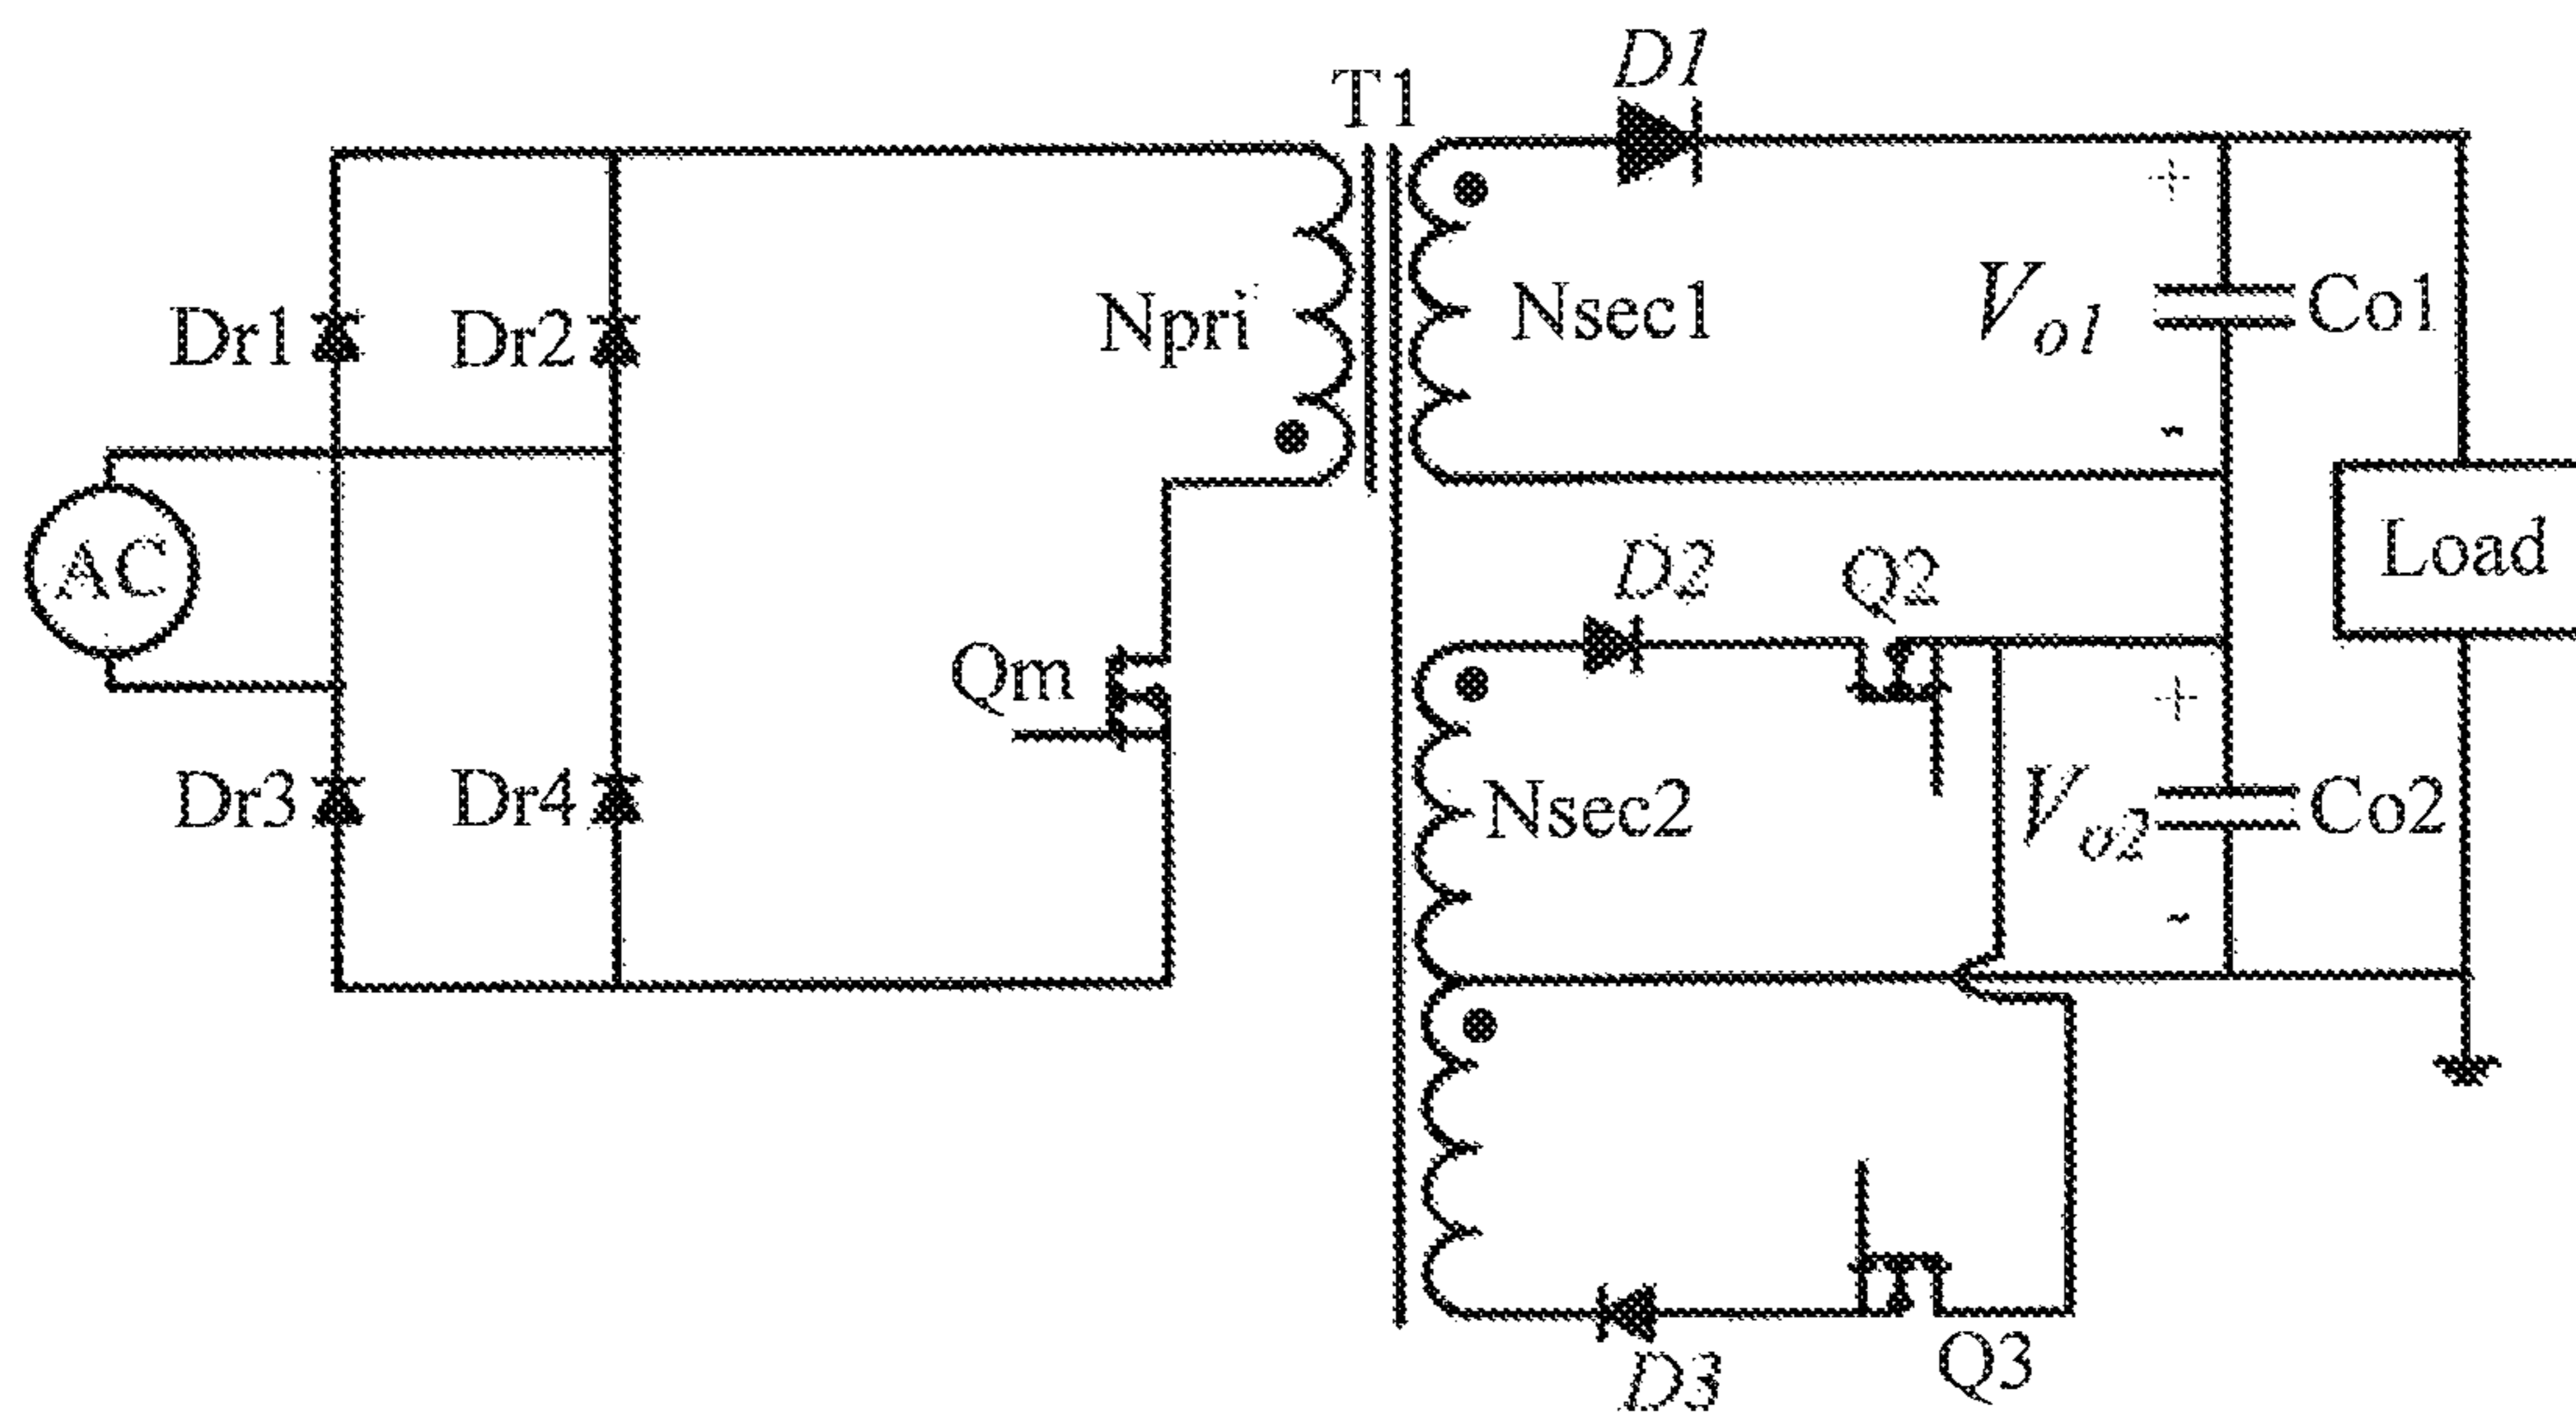 D1
T1
+
Dr1
Dr2
Npri
Nsec1
Vo1
Co1
-
AC
D2
Q2
Load
Qm
+
Dr3
Dr4
Nsec2
Vo2
Co2
-
D3
Q3